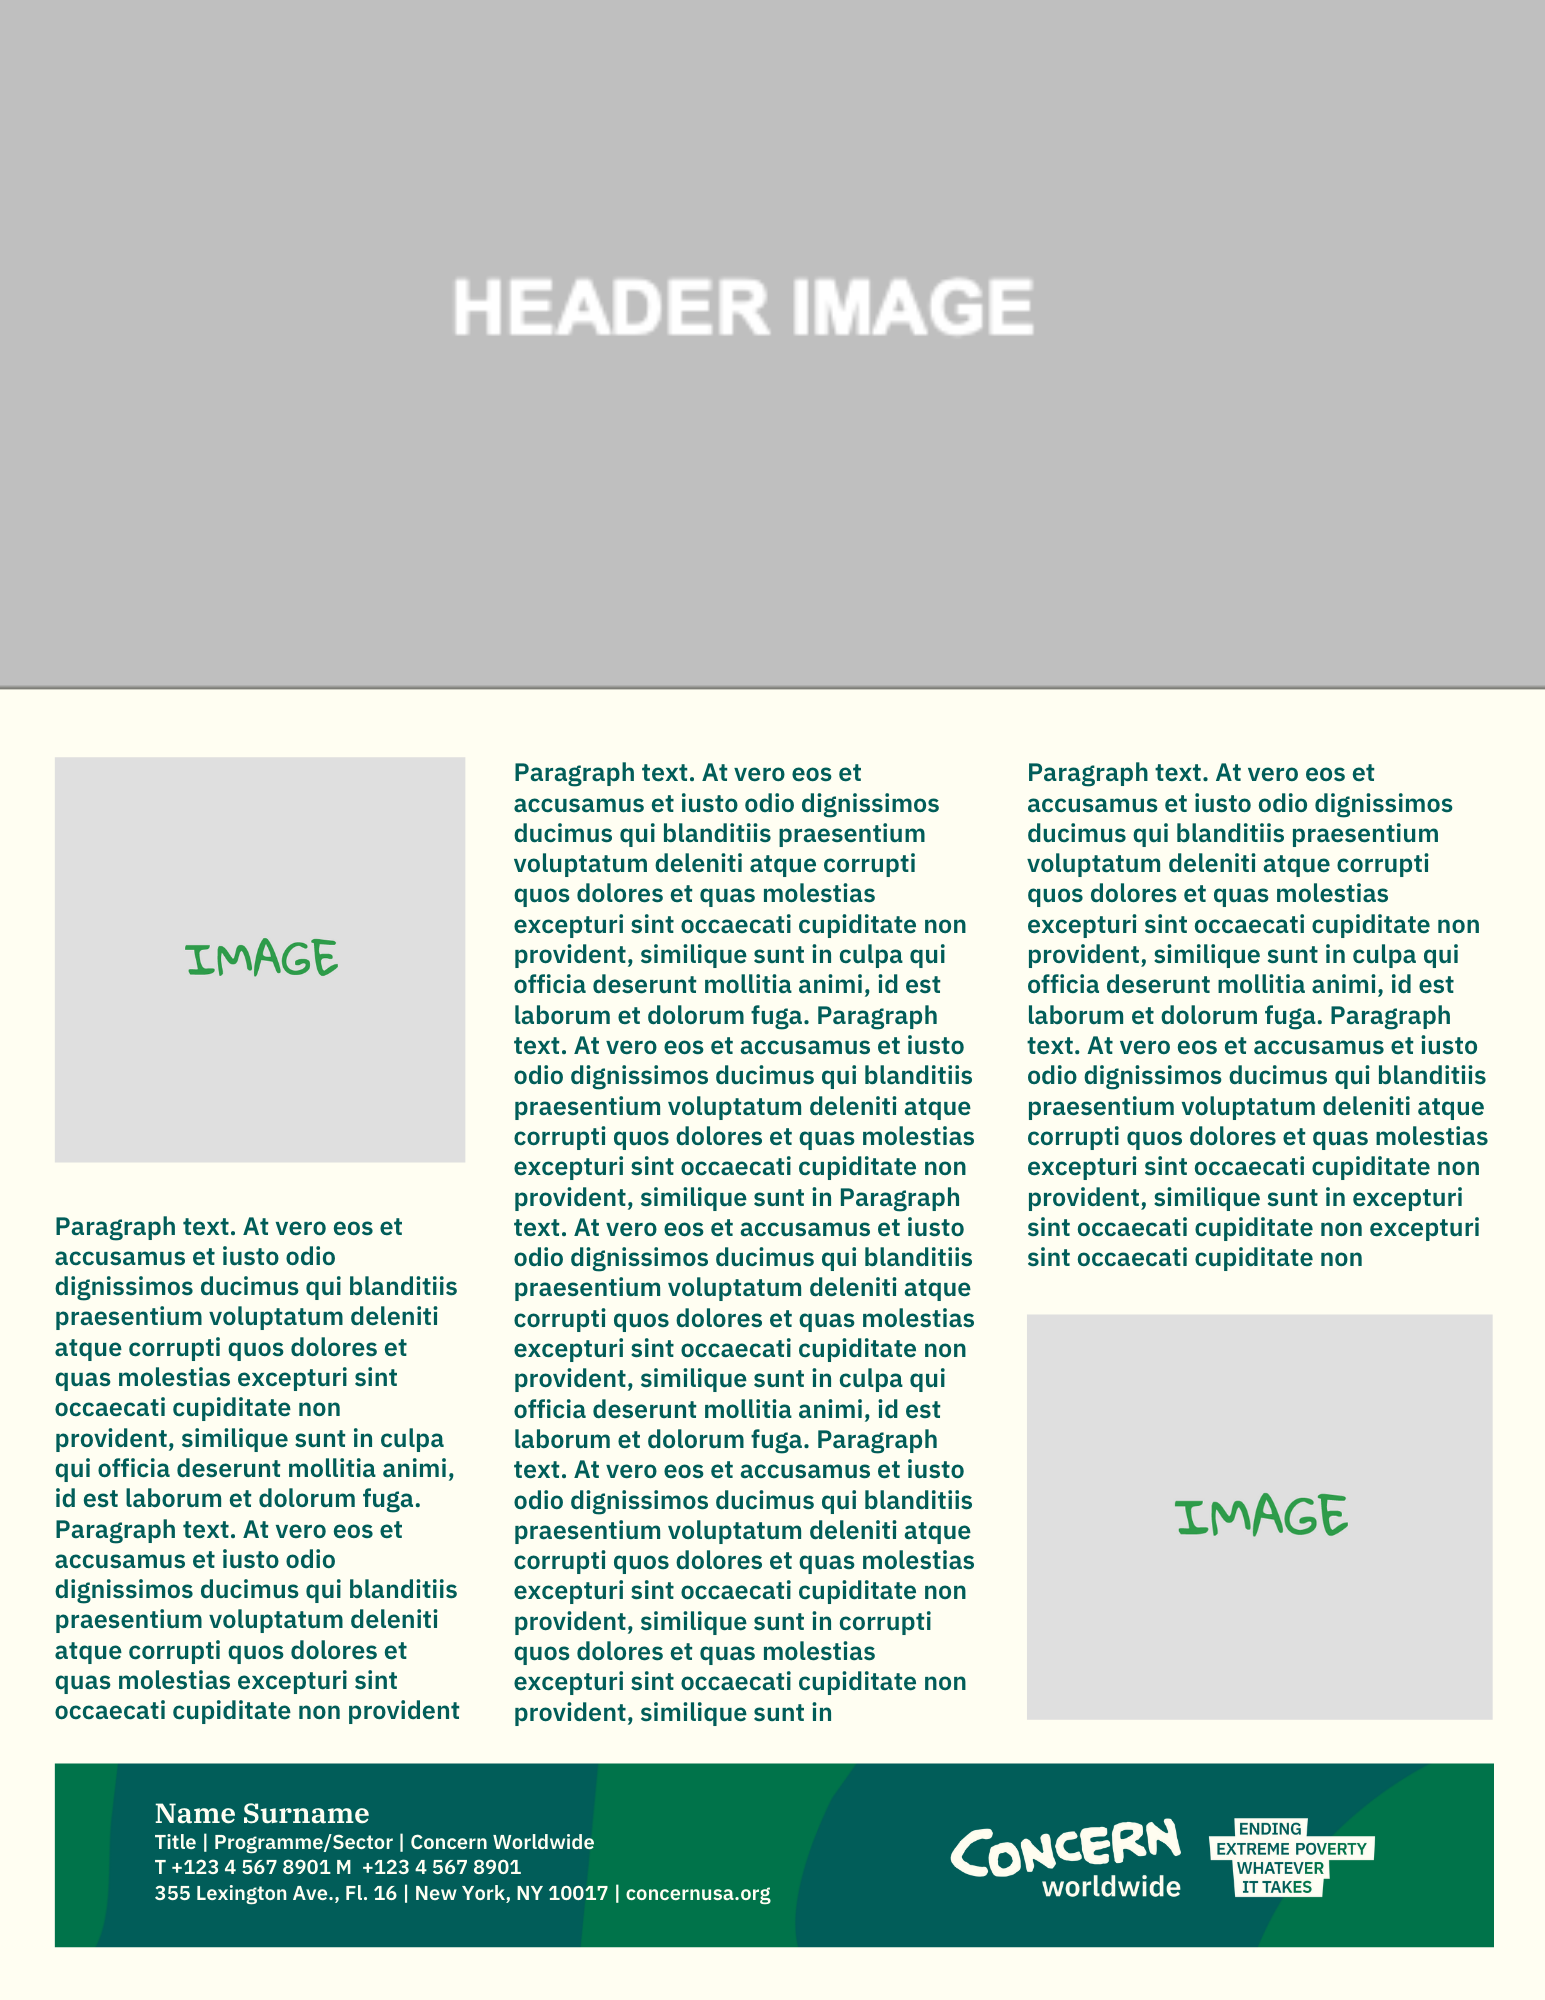 HEADER IMAGE
IMAGE
Paragraph text. At vero eos et
accusamus et iusto odio
dignissimos ducimus qui blanditiis
praesentium voluptatum deleniti
atque corrupti quos dolores et
quas molestias excepturi sint
occaecati cupiditate non
provident, similique sunt in culpa
qui officia deserunt mollitia animi,
id est laborum et dolorum fuga.
Paragraph text. At vero eos et
accusamus et iusto odio
dignissimos ducimus qui blanditiis
praesentium voluptatum deleniti
atque corrupti quos dolores et
quas molestias excepturi sint
occaecati cupiditate non provident
Paragraph text. At vero eos et
accusamus et iusto odio dignissimos
ducimus qui blanditiis praesentium
voluptatum deleniti atque corrupti
quos dolores et quas molestias
excepturi sint occaecati cupiditate non
provident, similique sunt in culpa qui
officia deserunt mollitia animi, id est
laborum et dolorum fuga. Paragraph
text. At vero eos et accusamus et iusto
odio dignissimos ducimus qui blanditiis
praesentium voluptatum deleniti atque
corrupti quos dolores et quas molestias
excepturi sint occaecati cupiditate non
provident, similique sunt in Paragraph
text. At vero eos et accusamus et iusto
odio dignissimos ducimus qui blanditiis
praesentium voluptatum deleniti atque
corrupti quos dolores et quas molestias
excepturi sint occaecati cupiditate non
provident, similique sunt in culpa qui
officia deserunt mollitia animi, id est
laborum et dolorum fuga. Paragraph
text. At vero eos et accusamus et iusto
odio dignissimos ducimus qui blanditiis
praesentium voluptatum deleniti atque
corrupti quos dolores et quas molestias
excepturi sint occaecati cupiditate non
provident, similique sunt in corrupti
quos dolores et quas molestias
excepturi sint occaecati cupiditate non
provident, similique sunt in
Paragraph text. At vero eos et
accusamus et iusto odio dignissimos
ducimus qui blanditiis praesentium
voluptatum deleniti atque corrupti
quos dolores et quas molestias
excepturi sint occaecati cupiditate non
provident, similique sunt in culpa qui
officia deserunt mollitia animi, id est
laborum et dolorum fuga. Paragraph
text. At vero eos et accusamus et iusto
odio dignissimos ducimus qui blanditiis
praesentium voluptatum deleniti atque
corrupti quos dolores et quas molestias
excepturi sint occaecati cupiditate non
provident, similique sunt in excepturi
sint occaecati cupiditate non excepturi
sint occaecati cupiditate non
IMAGE
Name Surname
Title | Programme/Sector | Concern Worldwide
T +123 4 567 8901 M  +123 4 567 8901
355 Lexington Ave., Fl. 16 | New York, NY 10017 | concernusa.org
CONCERN
worldwide
ENDING
EXTREME POVERTY
WHATEVER
IT TAKES